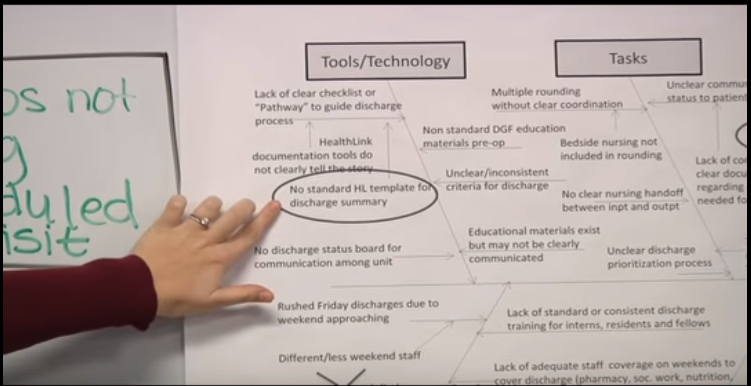 os not
g
duled
isit
Tools/Technology
Tasks
Lack of clear checklist or
"Pathway" to guide discharge
process
HealthLink
documentation tools do
not clearly tell the story
No standard HL template for
discharge summary
No discharge status board for
communication among unit
Non standard DGF education
materials pre-op
Unclear/inconsistent
criteria for discharge
Educational materials exist
but may not be clearly
communicated
Multiple rounding
without clear coordination
Bedside nursing not
included in rounding
No clear nursing handoff
between inpt and outpt
Unclear discharge
prioritization process
Unclear commu
status to patient
Lack of co
clear docu
regarding
needed fo
Rushed Friday discharges due to
weekend approaching
Different/less weekend staff
Lack of standard or consistent discharge
training for interns, residents and fellows
Lack of adequate staff coverage on weekends to
cover discharge (pharmacy, soc. work, nutrition,